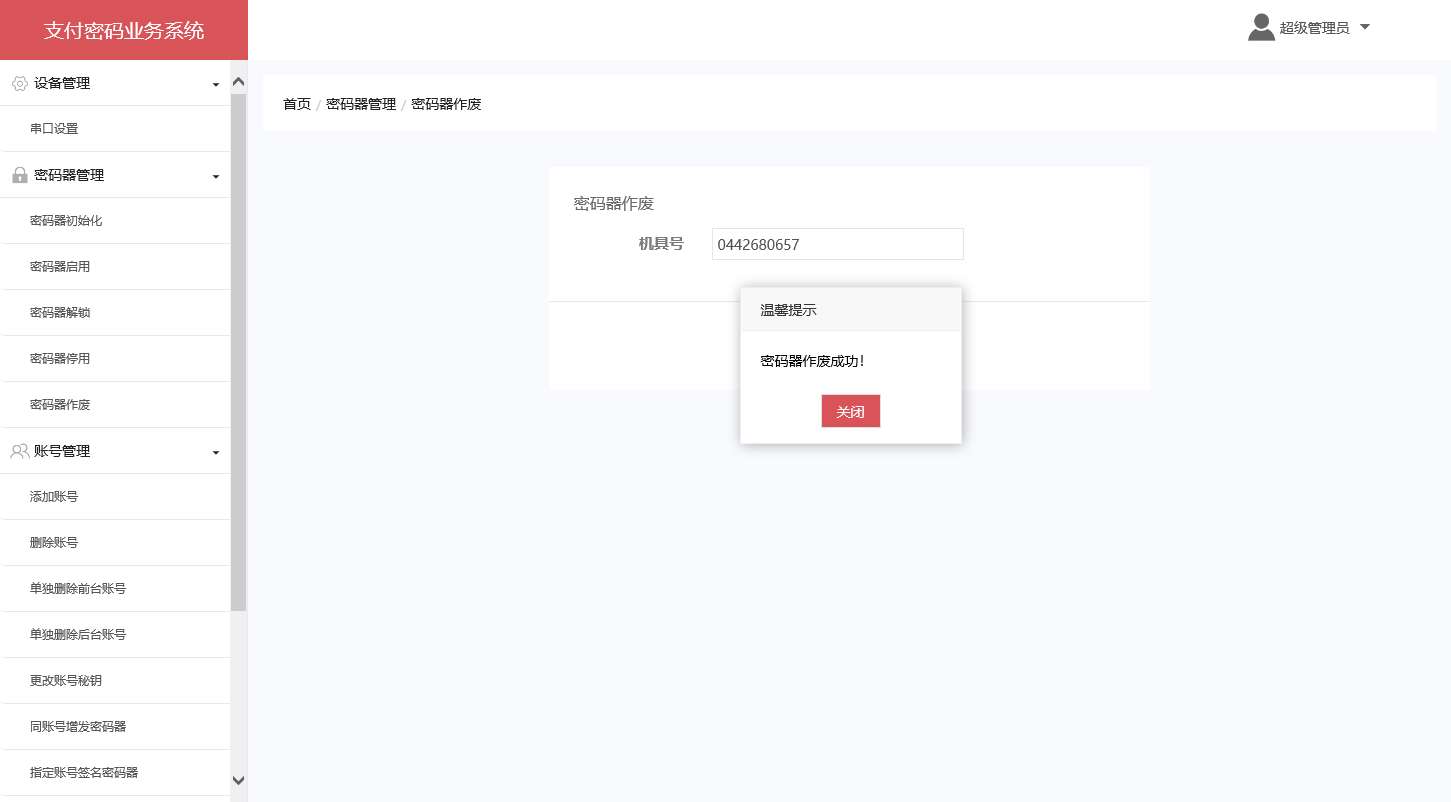 支付密码业务系统
超级管理员
设备管理
串口设置
密码器管理
密码器初始化
密码器启用
密码器解锁
密码器停用
密码器作废
账号管理
添加账号
删除账号
单独删除前台账号
单独删除后台账号
更改账号秘钥
同账号增发密码器
指定账号签名密码器
首页 / 密码器管理 / 密码器作废
密码器作废
机具号 0442680657
温馨提示
密码器作废成功!
关闭